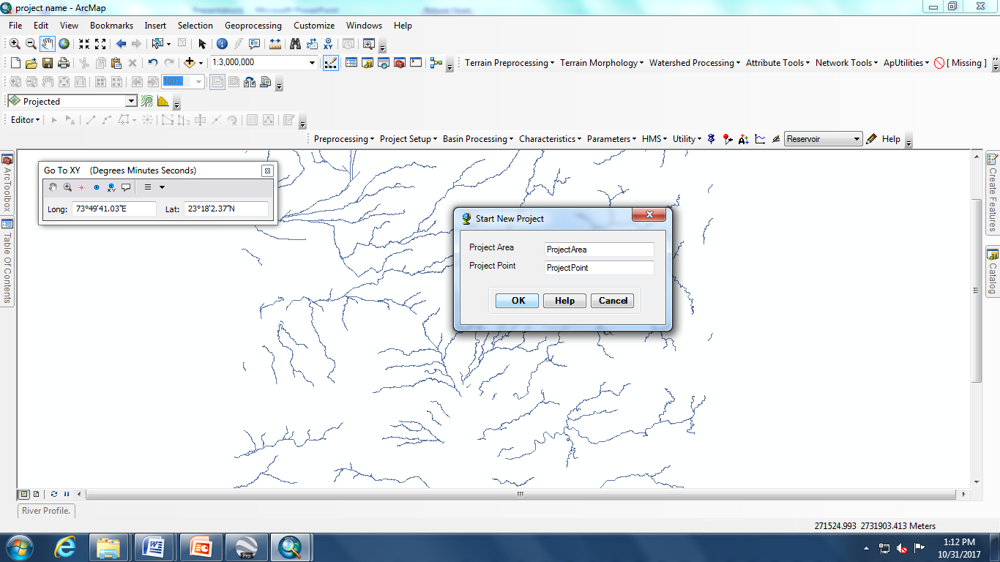 project name - ArcMap
File Edit View Bookmarks Insert Selection Geoprocessing Customize Windows Help
1:3,000,000
Terrain Preprocessing Terrain Morphology Watershed Processing Attribute Tools Network Tools ApUtilities [ Missing ]
100%
Projected
Editor
Preprocessing Project Setup Basin Processing Characteristics Parameters HMS Utility Reservoir Help
ArcToolbox
Table Of Contents
Go To XY (Degrees Minutes Seconds)
Long: 73°49'41.03"E Lat: 23°18'2.37"N
Start New Project
Project Area ProjectArea
Project Point ProjectPoint
OK Help Cancel
Create Features
Catalog
River Profile.
271524.993 2731903.413 Meters
Pro
1:12 PM
10/31/2017